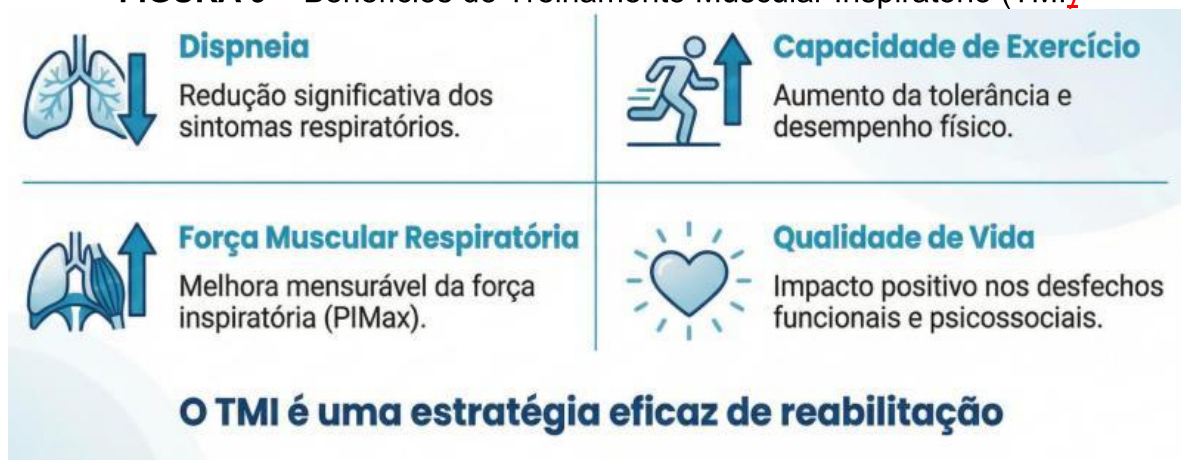 Dispneia
Redução significativa dos
sintomas respiratórios.
Capacidade de Exercício
Aumento da tolerância e
desempenho físico.
Força Muscular Respiratória
Melhora mensurável da força
inspiratória (PIMax).
Qualidade de Vida
Impacto positivo nos desfechos
funcionais e psicossociais.
O TMI é uma estratégia eficaz de reabilitação